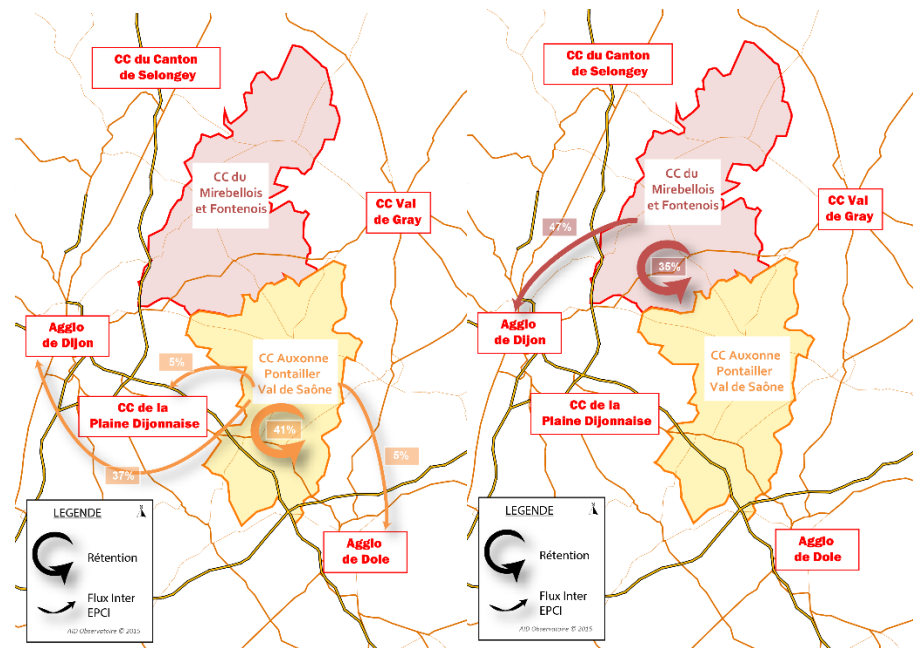 CC du Canton
de Selongey
CC du
Mirebellois
et Fontenois
CC Val
de Gray
Agglo
de Dijon
5%
CC Auxonne
Pontailler
Val de Saône
CC de la
Plaine Dijonnaise
41%
37%
5%
Agglo
de Dole
LEGENDE
N
Rétention
Flux Inter
EPCI
AID Observatoire © 2015
CC du Canton
de Selongey
CC du
Mirebellois
et Fontenois
CC Val
de Gray
47%
35%
Agglo
de Dijon
CC Auxonne
Pontailler
Val de Saône
CC de la
Plaine Dijonnaise
Agglo
de Dole
LEGENDE
N
Rétention
Flux Inter
EPCI
AID Observatoire © 2015